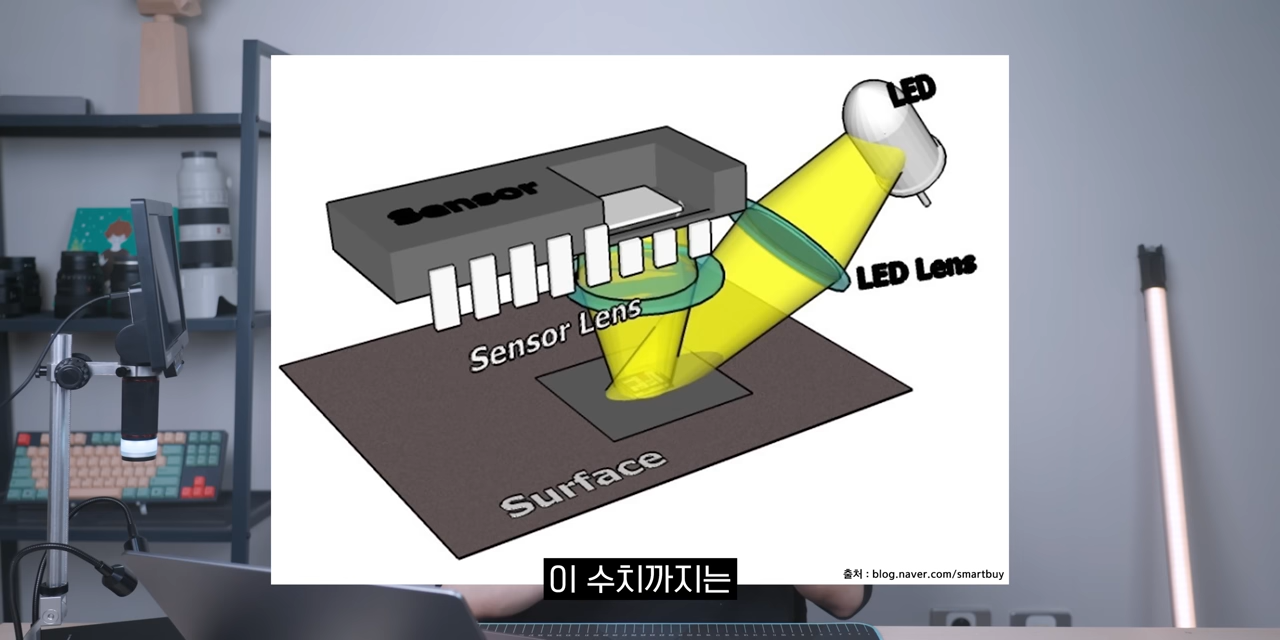 LED
Sensor
LED Lens
Sensor Lens
Surface
이 수치까지는
출처 : blog.naver.com/smartbuy